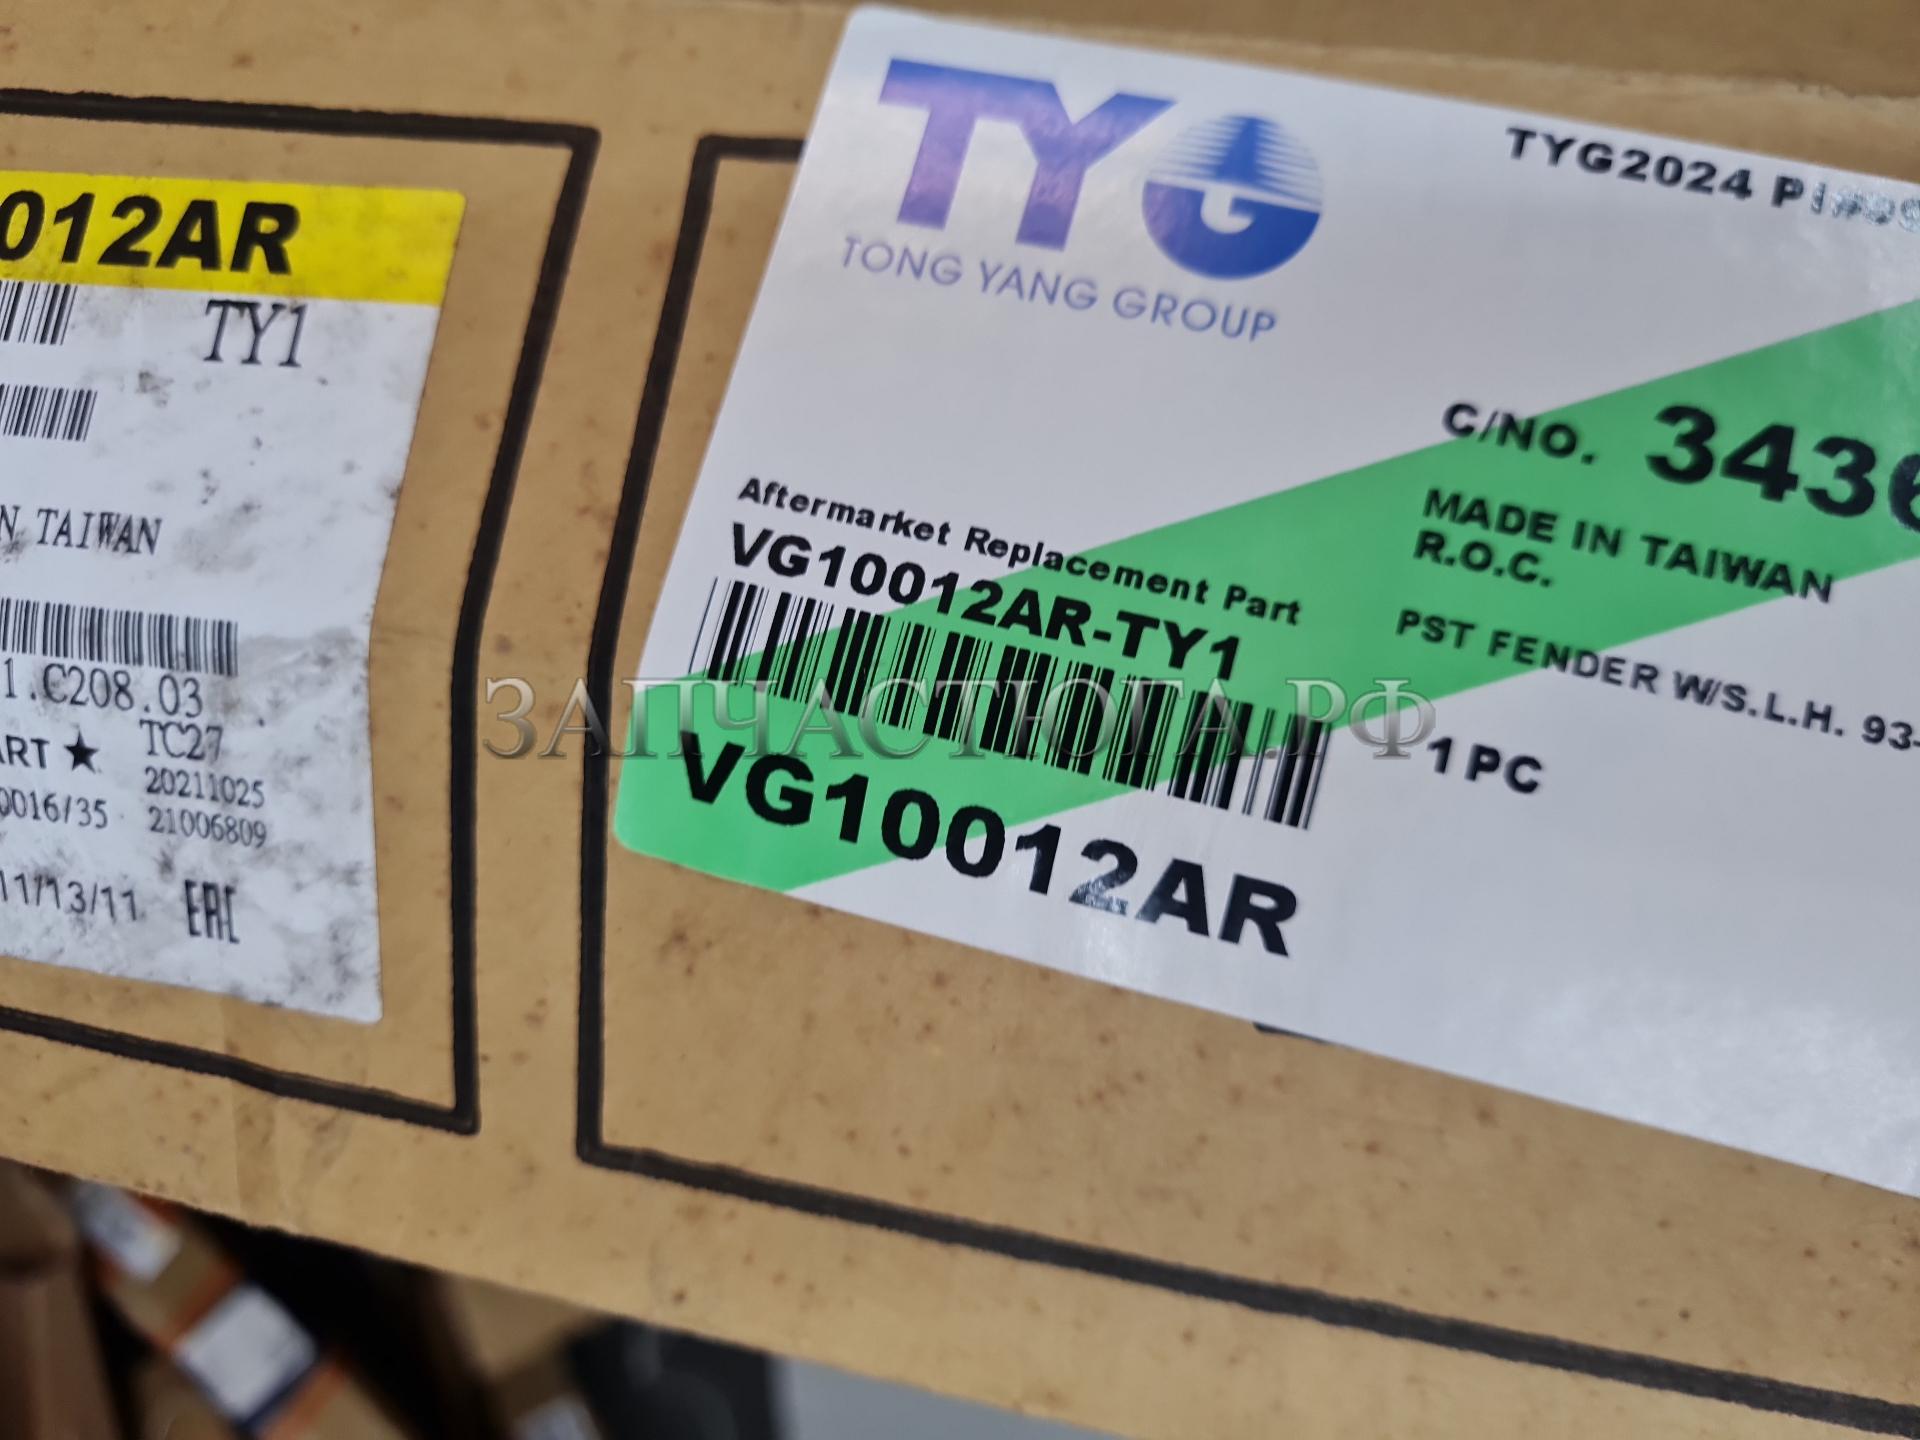 012AR
TY1
N TAIWAN
1.C208.03
ART ★ TC27
20211025
0016/35 21006809
11/13/11 EAC
TYG
TONG YANG GROUP
TYG2024
C/NO. 3436
MADE IN TAIWAN
R.O.C.
Aftermarket Replacement Part
VG10012AR-TY1
PST FENDER W/S.L.H. 93-
1 PC
VG10012AR
ЗАПЧАСТЮГА.РФ